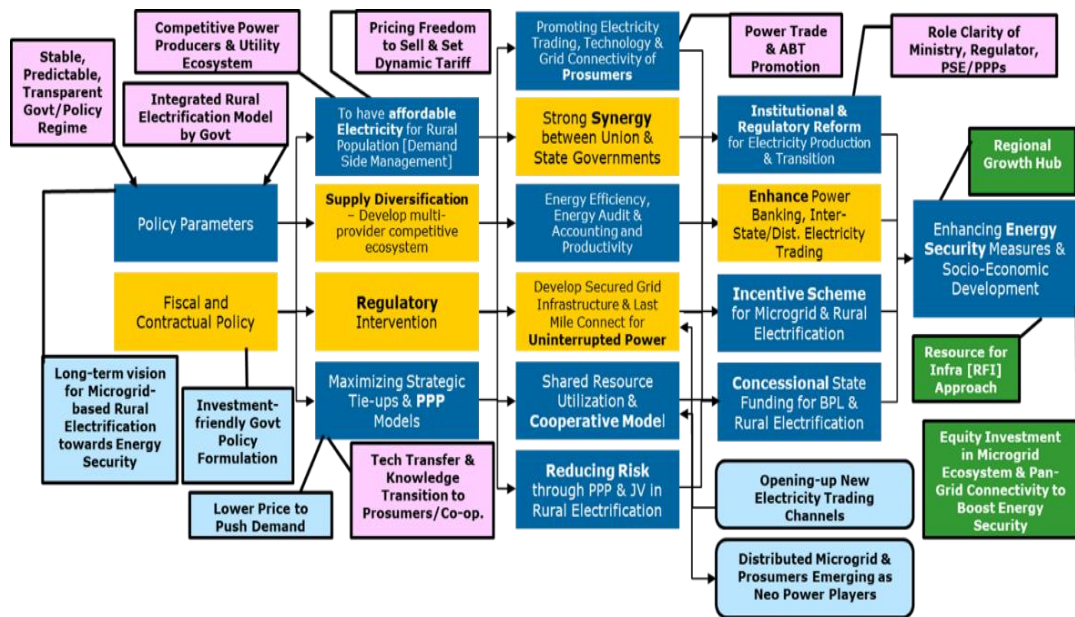 Competitive Power
Producers & Utility
Ecosystem
Pricing Freedom
to Sell & Set
Dynamic Tariff
Promoting Electricity
Trading, Technology &
Grid Connectivity of
Prosumers
Power Trade
& ABT
Promotion
Role Clarity of
Ministry, Regulator,
PSE/PPPs
Stable,
Predictable,
Transparent
Govt/Policy
Regime
Integrated Rural
Electrification Model
by Govt
To have affordable
Electricity for Rural
Population [Demand
Side Management]
Strong Synergy
between Union &
State Governments
Institutional &
Regulatory Reform
for Electricity Production
& Transition
Regional
Growth Hub
Policy Parameters
Supply Diversification
– Develop multi-
provider competitive
ecosystem
Energy Efficiency,
Energy Audit &
Accounting and
Productivity
Enhance Power
Banking, Inter-
State/Dist. Electricity
Trading
Enhancing Energy
Security Measures &
Socio-Economic
Development
Fiscal and
Contractual Policy
Regulatory
Intervention
Develop Secured Grid
Infrastructure & Last
Mile Connect for
Uninterrupted Power
Incentive Scheme
for Microgrid & Rural
Electrification
Resource for
Infra [RFI]
Approach
Long-term vision
for Microgrid-
based Rural
Electrification
towards Energy
Security
Investment-
friendly Govt
Policy
Formulation
Maximizing Strategic
Tie-ups & PPP
Models
Shared Resource
Utilization &
Cooperative Model
Concessional State
Funding for BPL &
Rural Electrification
Equity Investment
in Microgrid
Ecosystem & Pan-
Grid Connectivity to
Boost Energy
Security
Lower Price to
Push Demand
Tech Transfer &
Knowledge
Transition to
Prosumers/Co-op.
Reducing Risk
through PPP & JV in
Rural Electrification
Opening-up New
Electricity Trading
Channels
Distributed Microgrid &
Prosumers Emerging as
Neo Power Players